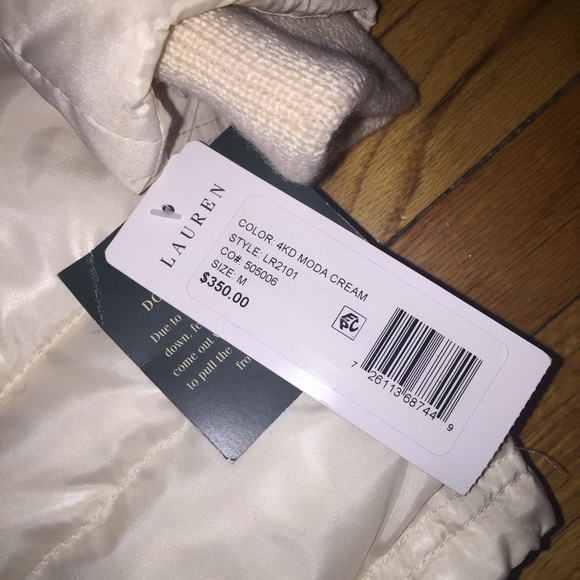 LAUREN
COLOR: 4KD MODA CREAM
STYLE: LR2101
CO#: 505006
SIZE: M
$350.00
7 26113 68744 9
DO
Due to
down, fe
come out
to pull the
fro